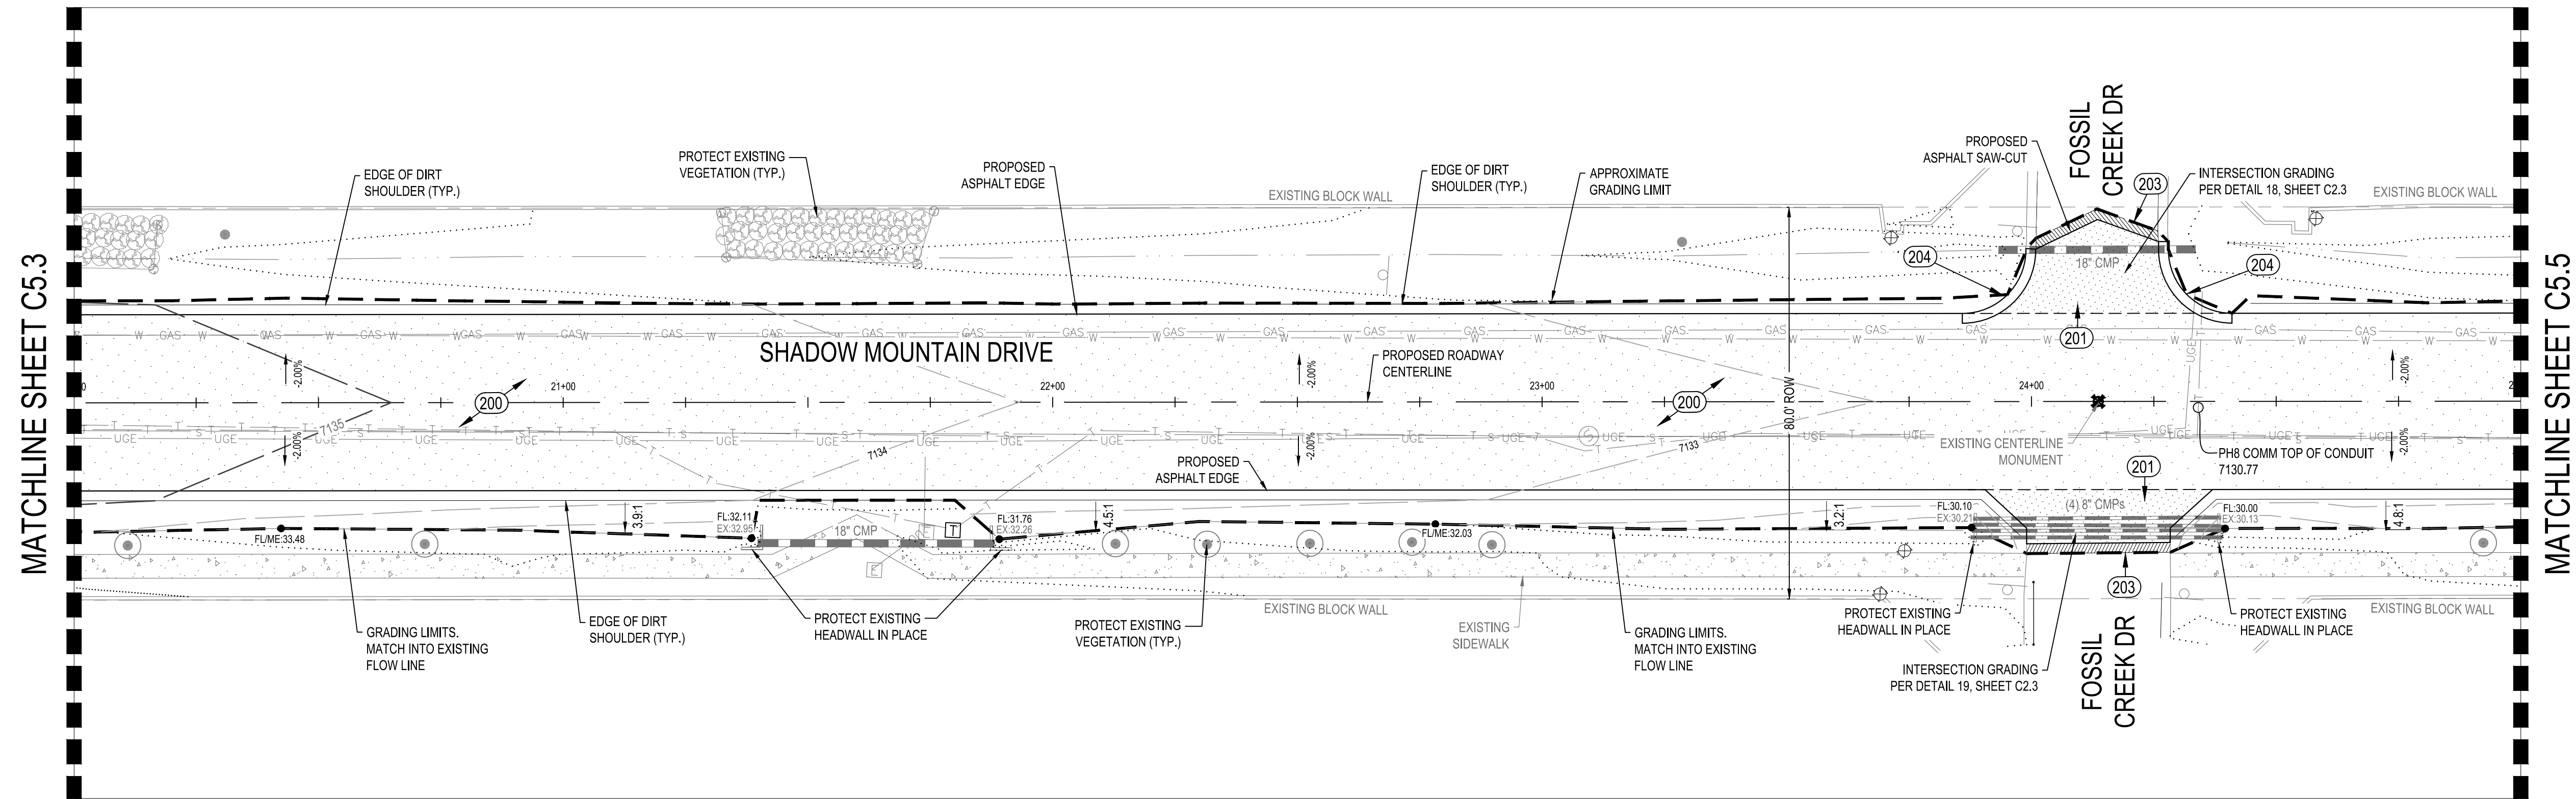 MATCHLINE SHEET C5.3
MATCHLINE SHEET C5.5
EDGE OF DIRT
SHOULDER (TYP.)
PROTECT EXISTING
VEGETATION (TYP.)
PROPOSED
ASPHALT EDGE
EXISTING BLOCK WALL
EDGE OF DIRT
SHOULDER (TYP.)
APPROXIMATE
GRADING LIMIT
PROPOSED
ASPHALT SAW-CUT
FOSSIL
CREEK DR
203
INTERSECTION GRADING
PER DETAIL 18, SHEET C2.3
EXISTING BLOCK WALL
204
18" CMP
204
201
SHADOW MOUNTAIN DRIVE
PROPOSED ROADWAY
CENTERLINE
-2.00%
-2.00%
-2.00%
21+00
22+00
23+00
24+00
200
200
80.0' ROW
7135
7134
7133
-2.00%
-2.00%
-2.00%
EXISTING CENTERLINE
MONUMENT
PH8 COMM TOP OF CONDUIT
7130.77
PROPOSED
ASPHALT EDGE
201
(4) 8" CMPs
3.9:1
4.5:1
3.2:1
4.8:1
FL/ME:33.48
FL:32.11
EX:32.95
18" CMP
T
E
FL:31.76
EX:32.26
FL/ME:32.03
FL:30.10
EX:30.21
FL:30.00
EX:30.13
203
GRADING LIMITS.
MATCH INTO EXISTING
FLOW LINE
EDGE OF DIRT
SHOULDER (TYP.)
PROTECT EXISTING
HEADWALL IN PLACE
PROTECT EXISTING
VEGETATION (TYP.)
EXISTING BLOCK WALL
EXISTING
SIDEWALK
GRADING LIMITS.
MATCH INTO EXISTING
FLOW LINE
PROTECT EXISTING
HEADWALL IN PLACE
INTERSECTION GRADING
PER DETAIL 19, SHEET C2.3
FOSSIL
CREEK DR
PROTECT EXISTING
HEADWALL IN PLACE
EXISTING BLOCK WALL